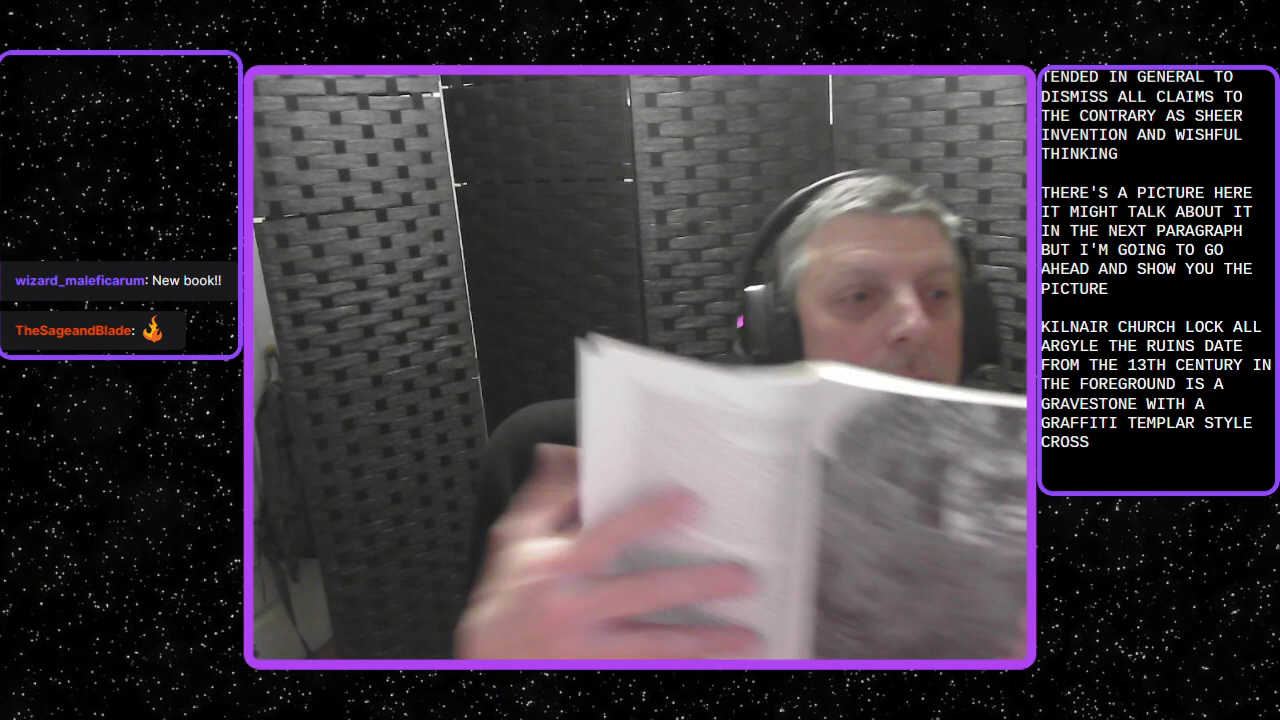 wizard_maleficarum: New book!!
TheSageandBlade:
TENDED IN GENERAL TO
DISMISS ALL CLAIMS TO
THE CONTRARY AS SHEER
INVENTION AND WISHFUL
THINKING
THERE'S A PICTURE HERE
IT MIGHT TALK ABOUT IT
IN THE NEXT PARAGRAPH
BUT I'M GOING TO GO
AHEAD AND SHOW YOU THE
PICTURE
KILNAIR CHURCH LOCK ALL
ARGYLE THE RUINS DATE
FROM THE 13TH CENTURY IN
THE FOREGROUND IS A
GRAVESTONE WITH A
GRAFFITI TEMPLAR STYLE
CROSS